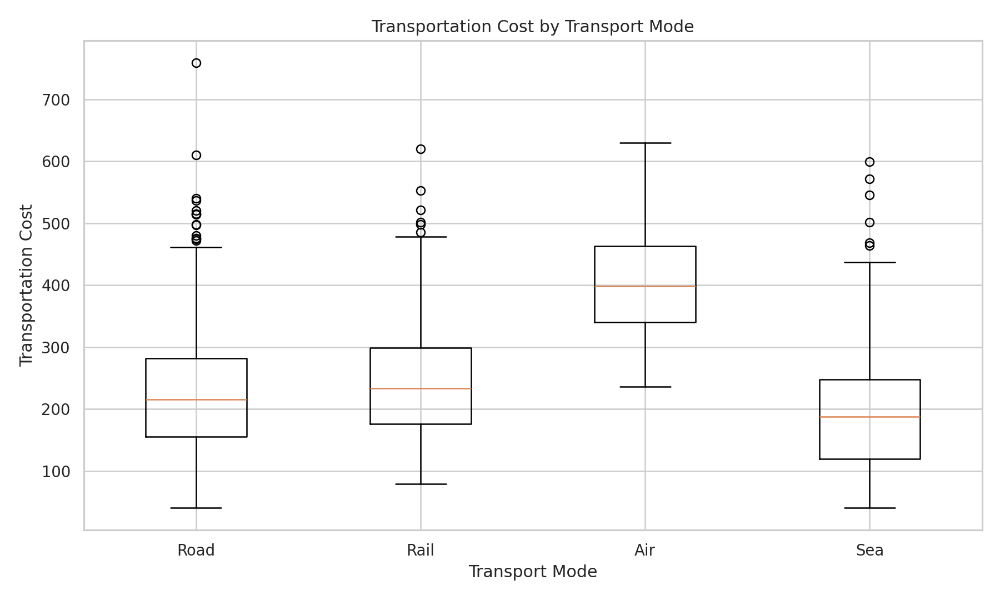 Transportation Cost by Transport Mode
Transportation Cost
700
600
500
400
300
200
100
Road Rail Air Sea
Transport Mode